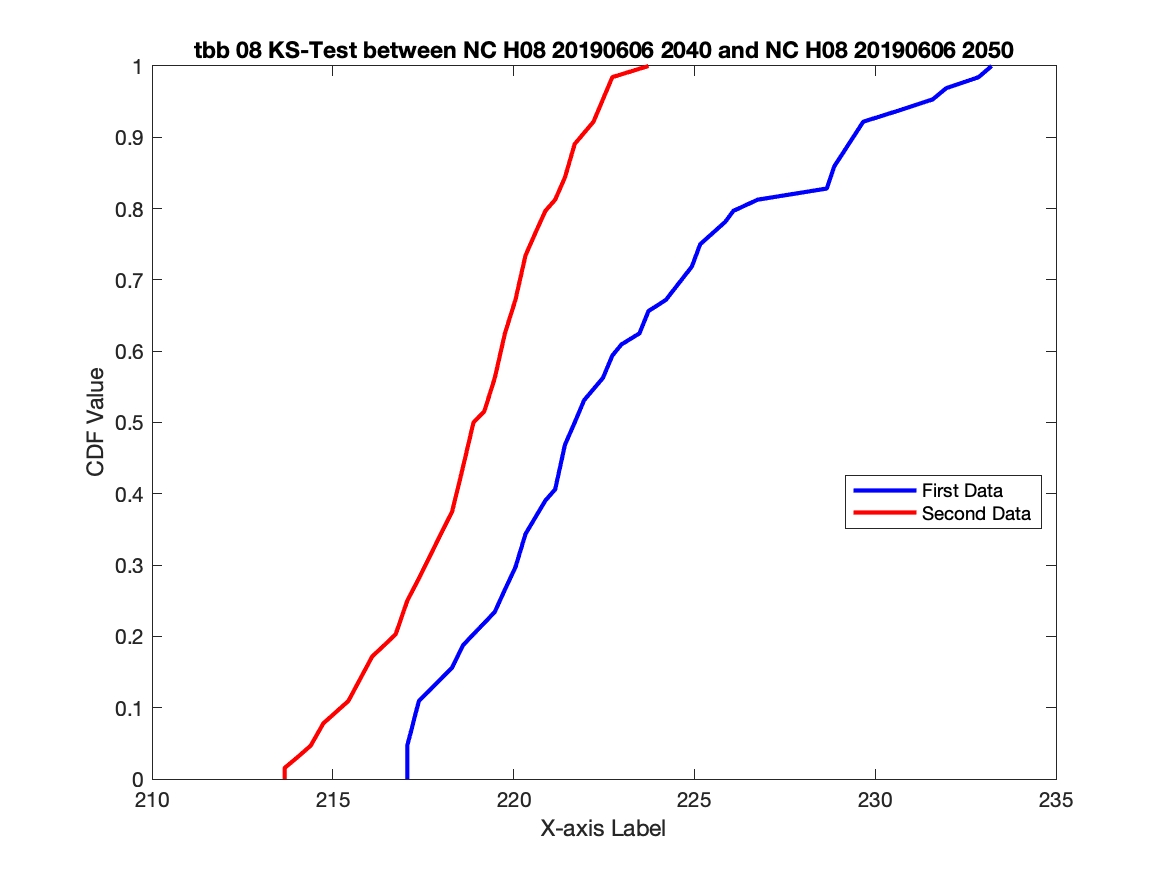 tbb 08 KS-Test between NC H08 20190606 2040 and NC H08 20190606 2050
1
0.9
0.8
0.7
0.6
0.5
0.4
0.3
0.2
0.1
0
CDF Value
First Data
Second Data
210 215 220 225 230 235
X-axis Label